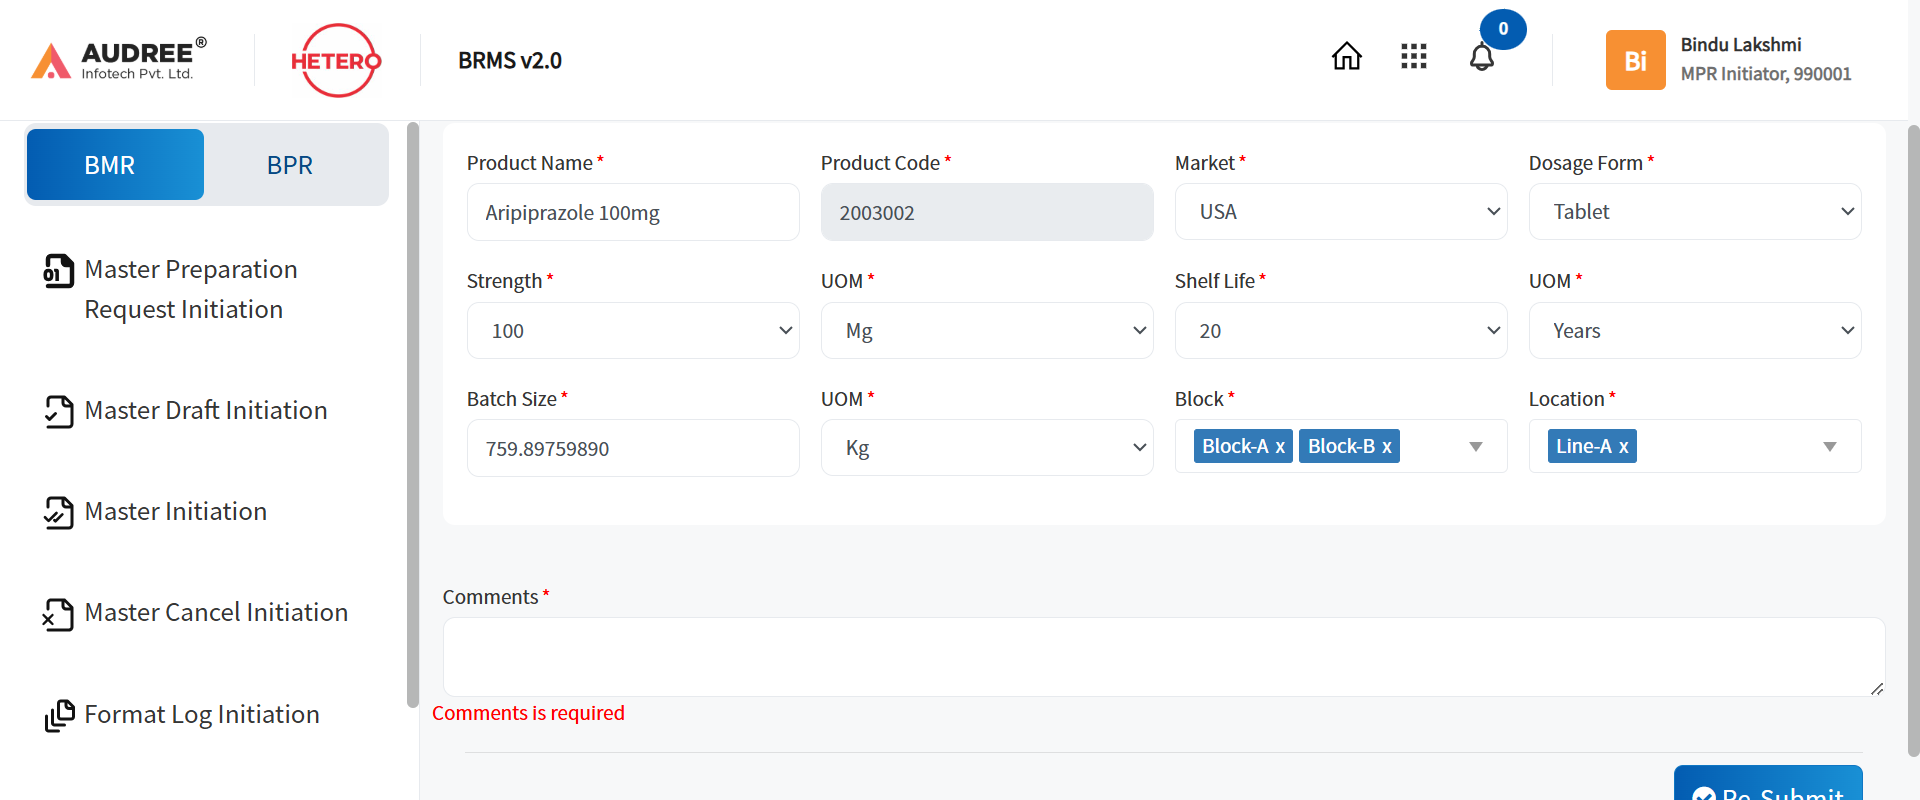 AUDREE®
Infotech Pvt. Ltd.
HETERO
BRMS v2.0
0
Bi
Bindu Lakshmi
MPR Initiator, 990001
BMR
BPR
Master Preparation
Request Initiation
Master Draft Initiation
Master Initiation
Master Cancel Initiation
Format Log Initiation
Product Name * Product Code * Market * Dosage Form *
Aripiprazole 100mg 2003002 USA Tablet
Strength * UOM * Shelf Life * UOM *
100 Mg 20 Years
Batch Size * UOM * Block * Location *
759.89759890 Kg Block-A x Block-B x Line-A x
Comments *
Comments is required
Re-Submit